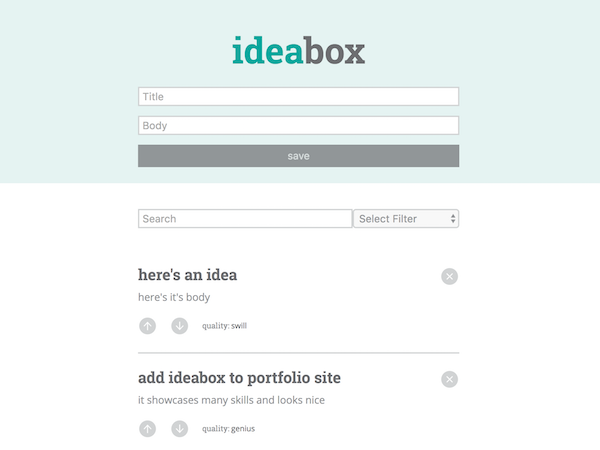 ideabox
Title
Body
save
Search Select Filter
here's an idea
here's it's body
quality: swill
add ideabox to portfolio site
it showcases many skills and looks nice
quality: genius